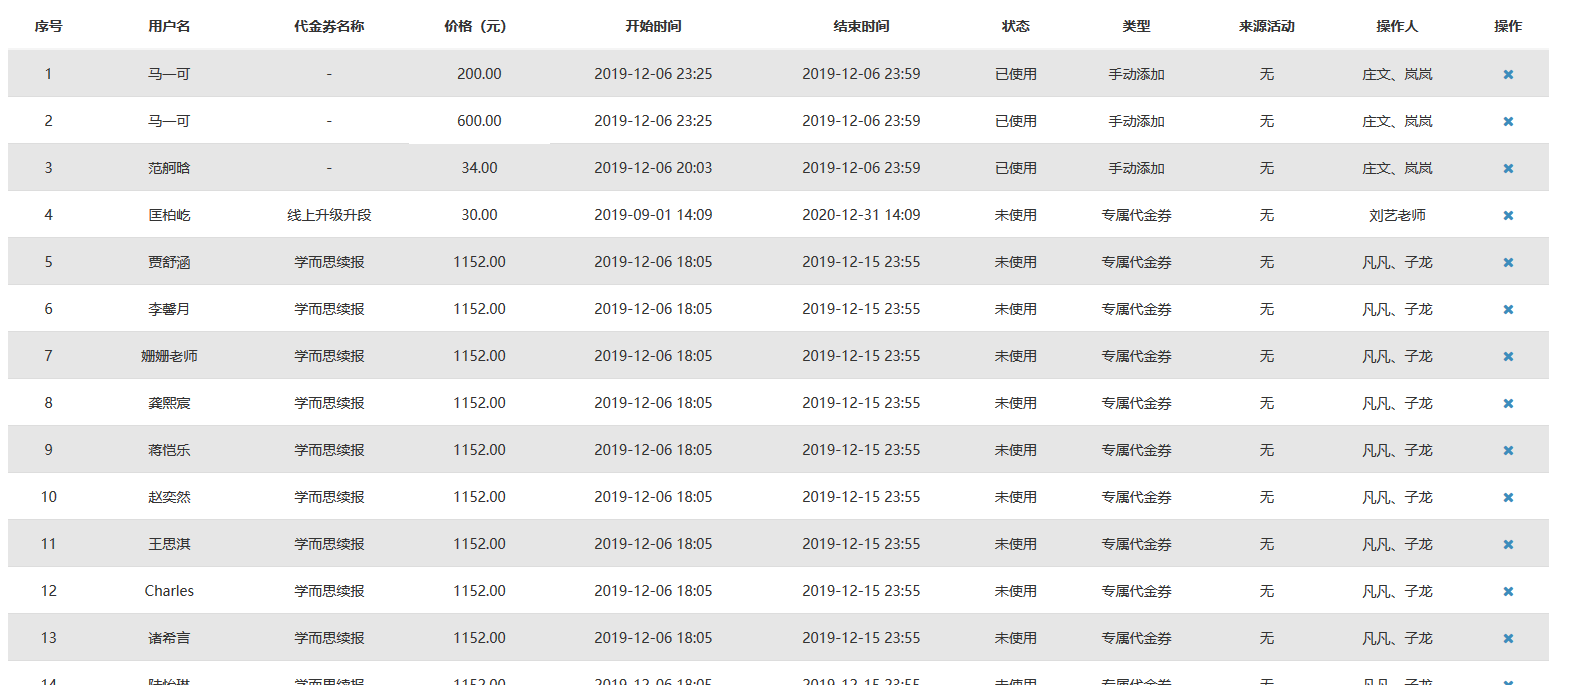 序号 用户名 代金券名称 价格（元） 开始时间 结束时间 状态 类型 来源活动 操作人 操作
1 马一可 - 200.00 2019-12-06 23:25 2019-12-06 23:59 已使用 手动添加 无 庄文、岚岚
2 马一可 - 600.00 2019-12-06 23:25 2019-12-06 23:59 已使用 手动添加 无 庄文、岚岚
3 范舸晗 - 34.00 2019-12-06 20:03 2019-12-06 23:59 已使用 手动添加 无 庄文、岚岚
4 匡柏屹 线上升级升段 30.00 2019-09-01 14:09 2020-12-31 14:09 未使用 专属代金券 无 刘艺老师
5 贾舒涵 学而思续报 1152.00 2019-12-06 18:05 2019-12-15 23:55 未使用 专属代金券 无 凡凡、子龙
6 李馨月 学而思续报 1152.00 2019-12-06 18:05 2019-12-15 23:55 未使用 专属代金券 无 凡凡、子龙
7 姗姗老师 学而思续报 1152.00 2019-12-06 18:05 2019-12-15 23:55 未使用 专属代金券 无 凡凡、子龙
8 龚熙宸 学而思续报 1152.00 2019-12-06 18:05 2019-12-15 23:55 未使用 专属代金券 无 凡凡、子龙
9 蒋恺乐 学而思续报 1152.00 2019-12-06 18:05 2019-12-15 23:55 未使用 专属代金券 无 凡凡、子龙
10 赵奕然 学而思续报 1152.00 2019-12-06 18:05 2019-12-15 23:55 未使用 专属代金券 无 凡凡、子龙
11 王思淇 学而思续报 1152.00 2019-12-06 18:05 2019-12-15 23:55 未使用 专属代金券 无 凡凡、子龙
12 Charles 学而思续报 1152.00 2019-12-06 18:05 2019-12-15 23:55 未使用 专属代金券 无 凡凡、子龙
13 诸希言 学而思续报 1152.00 2019-12-06 18:05 2019-12-15 23:55 未使用 专属代金券 无 凡凡、子龙
14 学而思续报 1152.00 2019-12-06 18:05 2019-12-15 23:55 未使用 专属代金券 无 凡凡、子龙